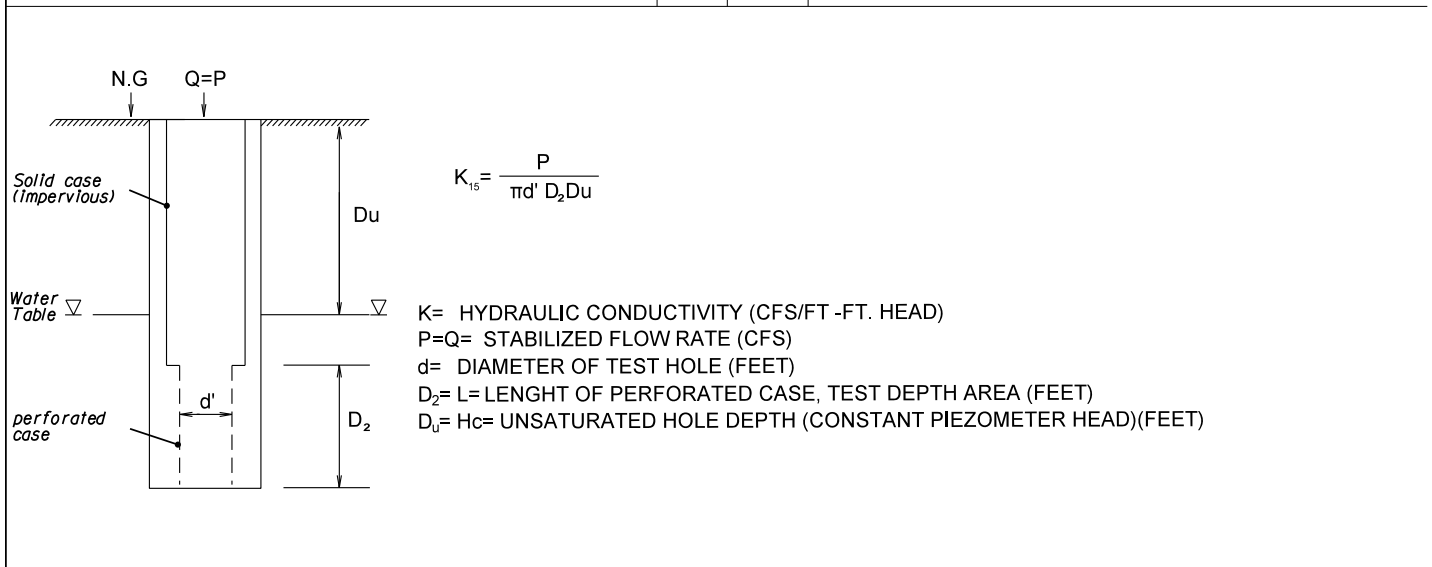 N.G Q=P
Solid case
(impervious)
Du
K₁₅= P
πd' D₂Du
Water
Table
K= HYDRAULIC CONDUCTIVITY (CFS/FT -FT. HEAD)
P=Q= STABILIZED FLOW RATE (CFS)
d= DIAMETER OF TEST HOLE (FEET)
D₂= L= LENGHT OF PERFORATED CASE, TEST DEPTH AREA (FEET)
Dᵤ= Hc= UNSATURATED HOLE DEPTH (CONSTANT PIEZOMETER HEAD)(FEET)
d'
D₂
perforated
case